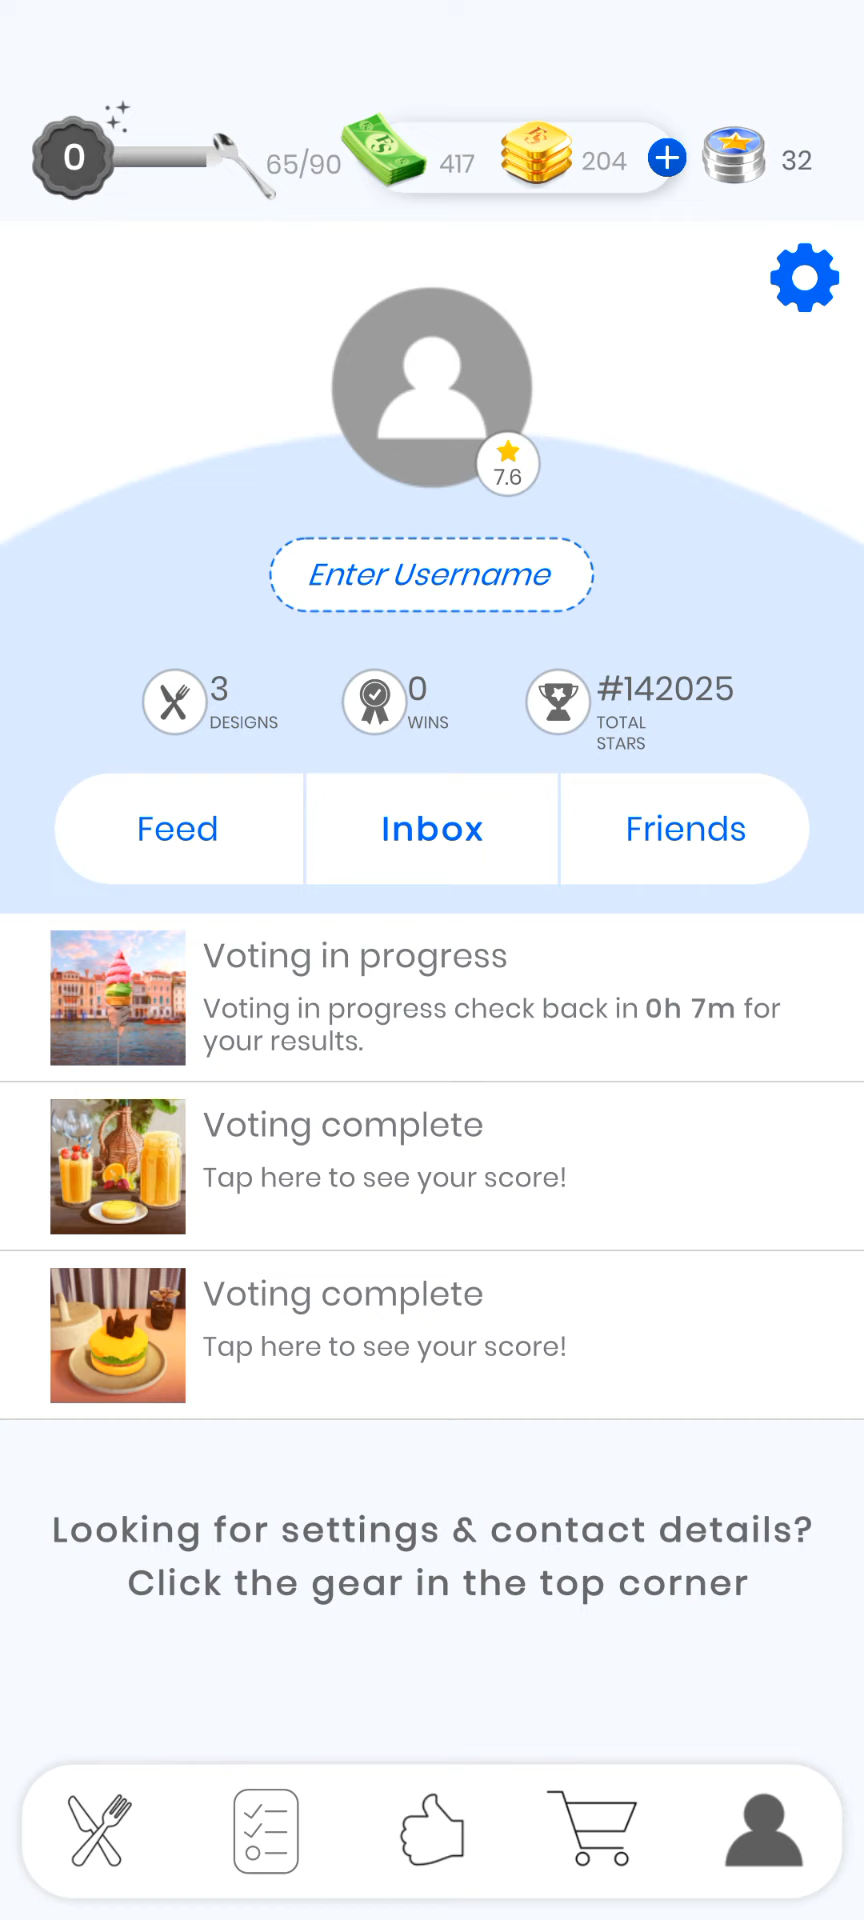 0
65/90
417
204
32
7.6
Enter Username
3
DESIGNS
0
WINS
#142025
TOTAL
STARS
Feed
Inbox
Friends
Voting in progress
Voting in progress check back in 0h 7m for
your results.
Voting complete
Tap here to see your score!
Voting complete
Tap here to see your score!
Looking for settings & contact details?
Click the gear in the top corner